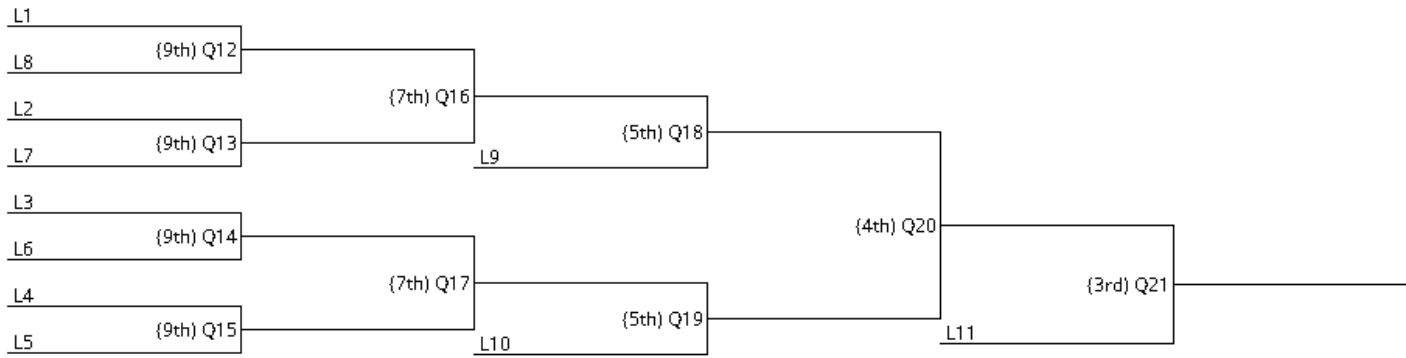 L1
{9th) Q12
L8
{7th) Q16
L2
{9th) Q13
L7
{5th) Q18
L9
L3
{9th) Q14
L6
{7th) Q17
L4
{9th) Q15
L5
{5th) Q19
L10
{4th) Q20
{3rd) Q21
L11